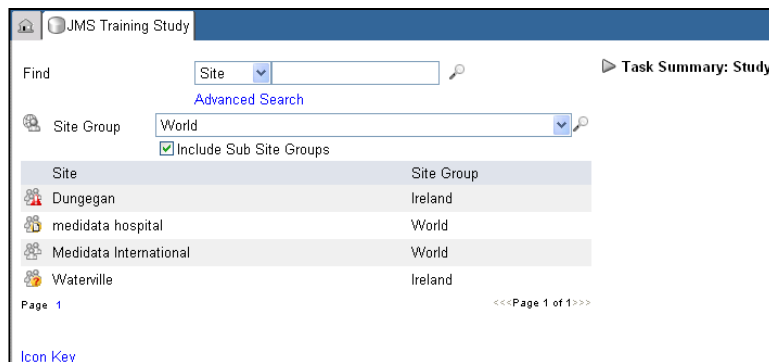 JMS Training Study
Find Site
Task Summary: Study
Advanced Search
Site Group World
Include Sub Site Groups
Site Site Group
Dungegan Ireland
medidata hospital World
Medidata International World
Waterville Ireland
Page 1 <<<Page 1 of 1>>>
Icon Key